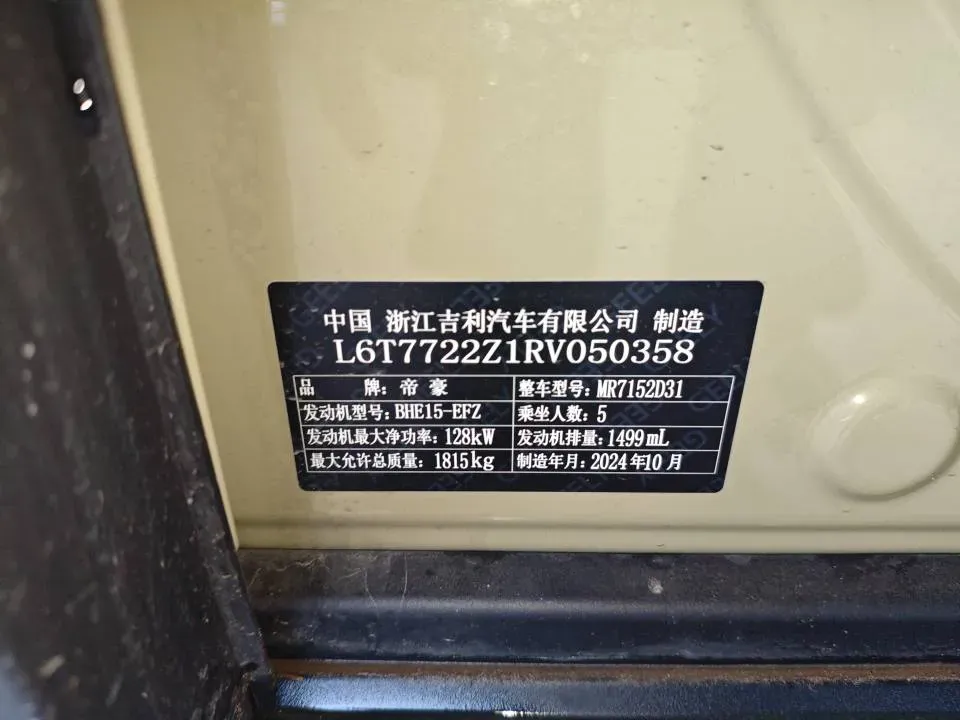 中国 浙江吉利汽车有限公司 制造
L6T7722Z1RV050358
品 牌: 帝豪 整车型号: MR7152D31
发动机型号: BHE15-EFZ 乘坐人数: 5
发动机最大净功率: 128kW 发动机排量: 1499mL
最大允许总质量: 1815kg 制造年月: 2024年10月